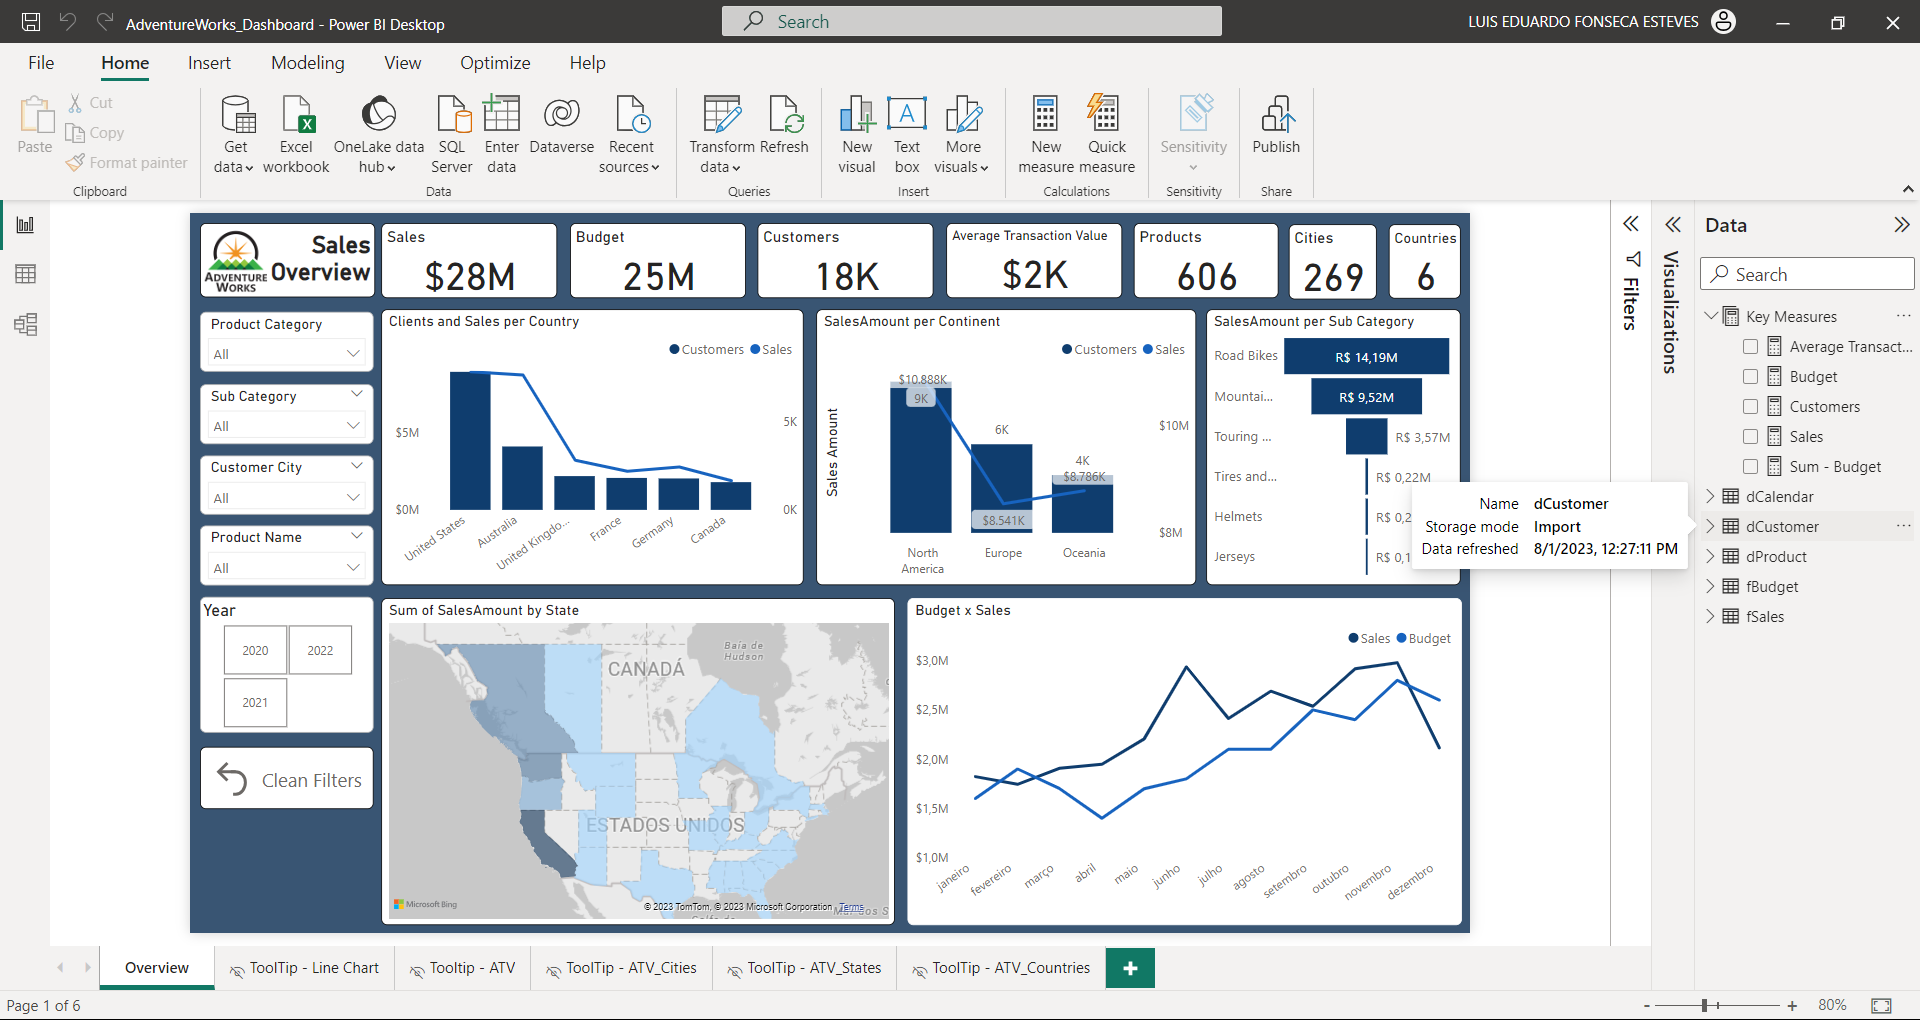 AdventureWorks_Dashboard - Power BI Desktop
Search
LUIS EDUARDO FONSECA ESTEVES
File
Home
Insert
Modeling
View
Optimize
Help
Paste
Cut
Copy
Format painter
Clipboard
Get data
Excel workbook
OneLake data hub
SQL Server
Enter data
Dataverse
Recent sources
Data
Transform data
Refresh
Queries
New visual
Text box
More visuals
Insert
New measure
Quick measure
Calculations
Sensitivity
Sensitivity
Publish
Share
ADVENTURE WORKS
Sales Overview
Sales
$28M
Budget
25M
Customers
18K
Average Transaction Value
$2K
Products
606
Cities
269
Countries
6
Product Category
All
Sub Category
All
Customer City
All
Product Name
All
Year
2020
2022
2021
Clean Filters
Clients and Sales per Country
Customers
Sales
$5M
$0M
5K
0K
United States
Australia
United Kingdo...
France
Germany
Canada
SalesAmount per Continent
Customers
Sales
Sales Amount
$10.888K
9K
6K
$8.541K
4K
$8.786K
$10M
$8M
North America
Europe
Oceania
SalesAmount per Sub Category
Road Bikes
R$ 14,19M
Mountai...
R$ 9,52M
Touring ...
R$ 3,57M
Tires and...
R$ 0,22M
Helmets
R$ 0,2
Jerseys
R$ 0,1
Sum of SalesAmount by State
CANADÁ
Baía de Hudson
ESTADOS UNIDOS
Microsoft Bing
© 2023 TomTom, © 2023 Microsoft Corporation
Terms
Budget x Sales
Sales
Budget
$3,0M
$2,5M
$2,0M
$1,5M
$1,0M
janeiro
fevereiro
março
abril
maio
junho
julho
agosto
setembro
outubro
novembro
dezembro
Filters
Visualizations
Data
Search
Key Measures
Average Transact...
Budget
Customers
Sales
Sum - Budget
dCalendar
dCustomer
dProduct
fBudget
fSales
Name dCustomer
Storage mode Import
Data refreshed 8/1/2023, 12:27:11 PM
Overview
ToolTip - Line Chart
Tooltip - ATV
ToolTip - ATV_Cities
ToolTip - ATV_States
ToolTip - ATV_Countries
Page 1 of 6
80%